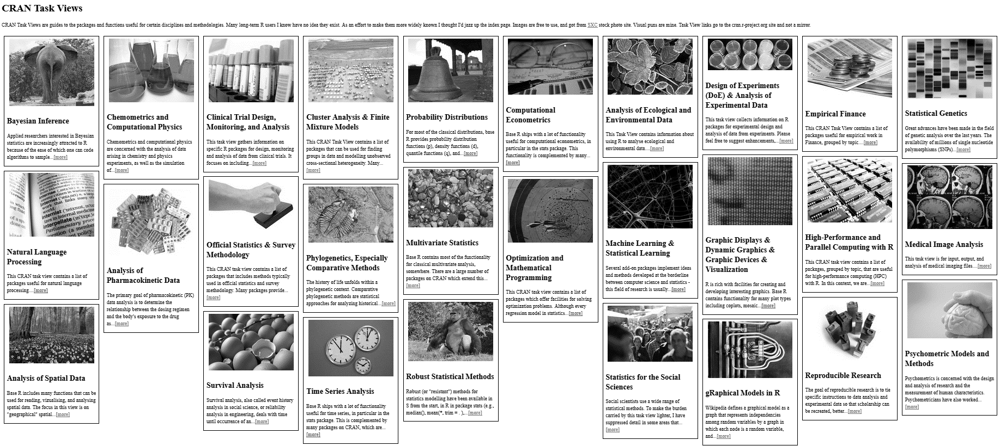 CRAN Task Views
CRAN Task Views are guides to the packages and functions useful for certain disciplines and methodologies. Many long-term R users I know have no idea they exist. As an effort to make them more widely known I thought I'd jazz up the index page. Images are free to use, and got from SXC stock photo site. Visual puns are mine. Task View links go to the cran.r-project.org site and not a mirror.
Bayesian Inference
Applied researchers interested in Bayesian
statistics are increasingly attracted to R
because of the ease of which one can code
algorithms to sample...[more]
Natural Language
Processing
This CRAN task view contains a list of
packages useful for natural language
processing....[more]
Analysis of Spatial Data
Base R includes many functions that can be
used for reading, vizualising, and analysing
spatial data. The focus in this view is on
"geographical" spatial...[more]
Chemometrics and
Computational Physics
Chemometrics and computational physics
are concerned with the analysis of data
arising in chemistry and physics
experiments, as well as the simulation
of...[more]
Analysis of
Pharmacokinetic Data
The primary goal of pharmacokinetic (PK)
data analysis is to determine the
relationship between the dosing regimen
and the body's exposure to the drug
as...[more]
Clinical Trial Design,
Monitoring, and Analysis
This task view gathers information on
specific R packages for design, monitoring
and analysis of data from clinical trials. It
focuses on including...[more]
Official Statistics & Survey
Methodology
This CRAN task view contains a list of
packages that includes methods typically
used in official statistics and survey
methodology. Many packages provide...
[more]
Survival Analysis
Survival analysis, also called event history
analysis in social science, or reliability
analysis in engineering, deals with time
until occurrence of an...[more]
Cluster Analysis & Finite
Mixture Models
This CRAN Task View contains a list of
packages that can be used for finding
groups in data and modelling unobserved
cross-sectional heterogeneity. Many...
[more]
Phylogenetics, Especially
Comparative Methods
The history of life unfolds within a
phylogenetic context. Comparative
phylogenetic methods are statistical
approaches for analyzing historical...[more]
Time Series Analysis
Base R ships with a lot of functionality
useful for time series, in particular in the
stats package. This is complemented by
many packages on CRAN, which are...
[more]
Probability Distributions
For most of the classical distributions, base
R provides probability distribution
functions (p), density functions (d),
quantile functions (q), and...[more]
Multivariate Statistics
Base R contains most of the functionality
for classical multivariate analysis,
somewhere. There are a large number of
packages on CRAN which extend this...
[more]
Robust Statistical Methods
Robust (or "resistant") methods for
statistics modelling have been available in
S from the start, in R in package stats (e.g.,
median(), mean(*, trim = . ),...[more]
Computational
Econometrics
Base R ships with a lot of functionality
useful for computational econometrics, in
particular in the stats package. This
functionality is complemented by many...
[more]
Optimization and
Mathematical
Programming
This CRAN task view contains a list of
packages which offer facilities for solving
optimization problems. Although every
regression model in statistics...[more]
Analysis of Ecological and
Environmental Data
This Task View contains information about
using R to analyse ecological and
environmental data....[more]
Machine Learning &
Statistical Learning
Several add-on packages implement ideas
and methods developed at the borderline
between computer science and statistics -
this field of research is usually...[more]
Statistics for the Social
Sciences
Social scientists use a wide range of
statistical methods. To make the burden
carried by this task view lighter, I have
suppressed detail in some areas that...
[more]
Design of Experiments
(DoE) & Analysis of
Experimental Data
This task view collects information on R
packages for experimental design and
analysis of data from experiments. Please
feel free to suggest enhancements,...[more]
Graphic Displays &
Dynamic Graphics &
Graphic Devices &
Visualization
R is rich with facilities for creating and
developing interesting graphics. Base R
contains functionality for many plot types
including coplots, mosaic...[more]
gRaphical Models in R
Wikipedia defines a graphical model as a
graph that represents independencies
among random variables by a graph in
which each node is a random variable,
and...[more]
Empirical Finance
This CRAN Task View contains a list of
packages useful for empirical work in
Finance, grouped by topic....[more]
High-Performance and
Parallel Computing with R
This CRAN task view contains a list of
packages, grouped by topic, that are useful
for high-performance computing (HPC)
with R. In this context, we are...[more]
Reproducible Research
The goal of reproducible research is to tie
specific instructions to data analysis and
experimental data so that scholarship can
be recreated, better...[more]
Statistical Genetics
Great advances have been made in the field
of genetic analysis over the last years. The
availability of millions of single nucleotide
polymorphisms (SNPs)...[more]
Medical Image Analysis
This task view is for input, output, and
analysis of medical imaging files....[more]
Psychometric Models and
Methods
Psychometrics is concerned with the design
and analysis of research and the
measurement of human characteristics.
Psychometricians have also worked...
[more]